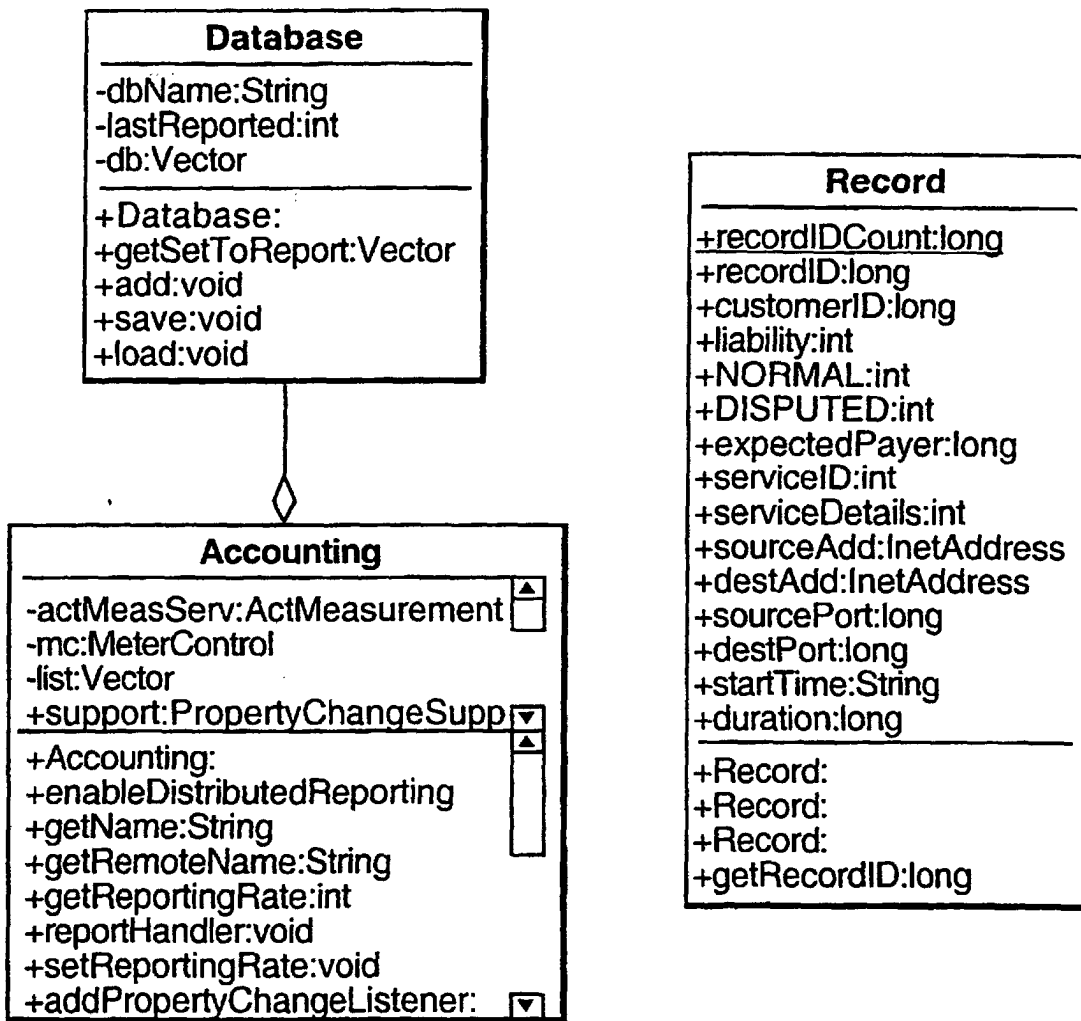 Database
-dbName:String
-lastReported:int
-db:Vector
+Database:
+getSetToReport:Vector
+add:void
+save:void
+load:void
Accounting
-actMeasServ:ActMeasurement
-mc:MeterControl
-list:Vector
+support:PropertyChangeSupp
+Accounting:
+enableDistributedReporting
+getName:String
+getRemoteName:String
+getReportingRate:int
+reportHandler:void
+setReportingRate:void
+addPropertyChangeListener:
Record
+recordIDCount:long
+recordID:long
+customerID:long
+liability:int
+NORMAL:int
+DISPUTED:int
+expectedPayer:long
+serviceID:int
+serviceDetails:int
+sourceAdd:InetAddress
+destAdd:InetAddress
+sourcePort:long
+destPort:long
+startTime:String
+duration:long
+Record:
+Record:
+Record:
+getRecordID:long